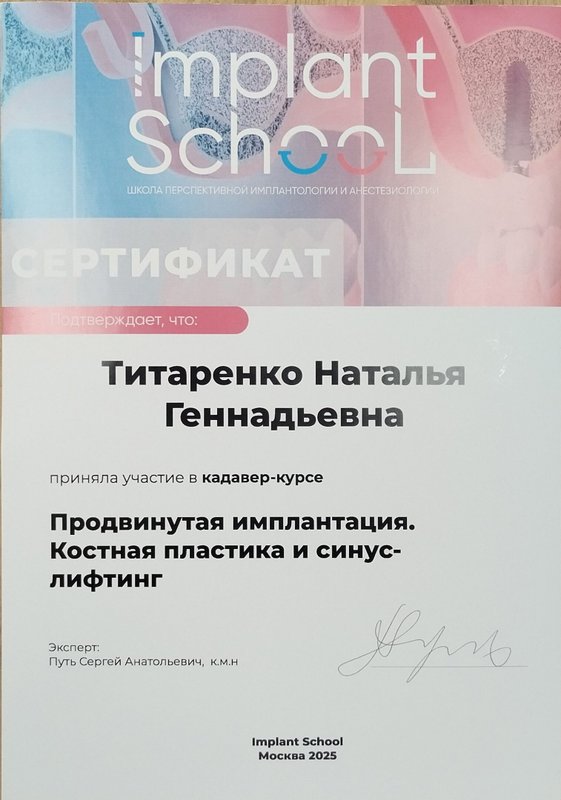 Implant
School
ШКОЛА ПЕРСПЕКТИВНОЙ ИМПЛАНТОЛОГИИ И АНЕСТЕЗИОЛОГИИ
СЕРТИФИКАТ
Подтверждает, что:
Титаренко Наталья
Геннадьевна
приняла участие в кадавер-курсе
Продвинутая имплантация.
Костная пластика и синус-
лифтинг
Эксперт:
Путь Сергей Анатольевич, к.м.н
Implant School
Москва 2025